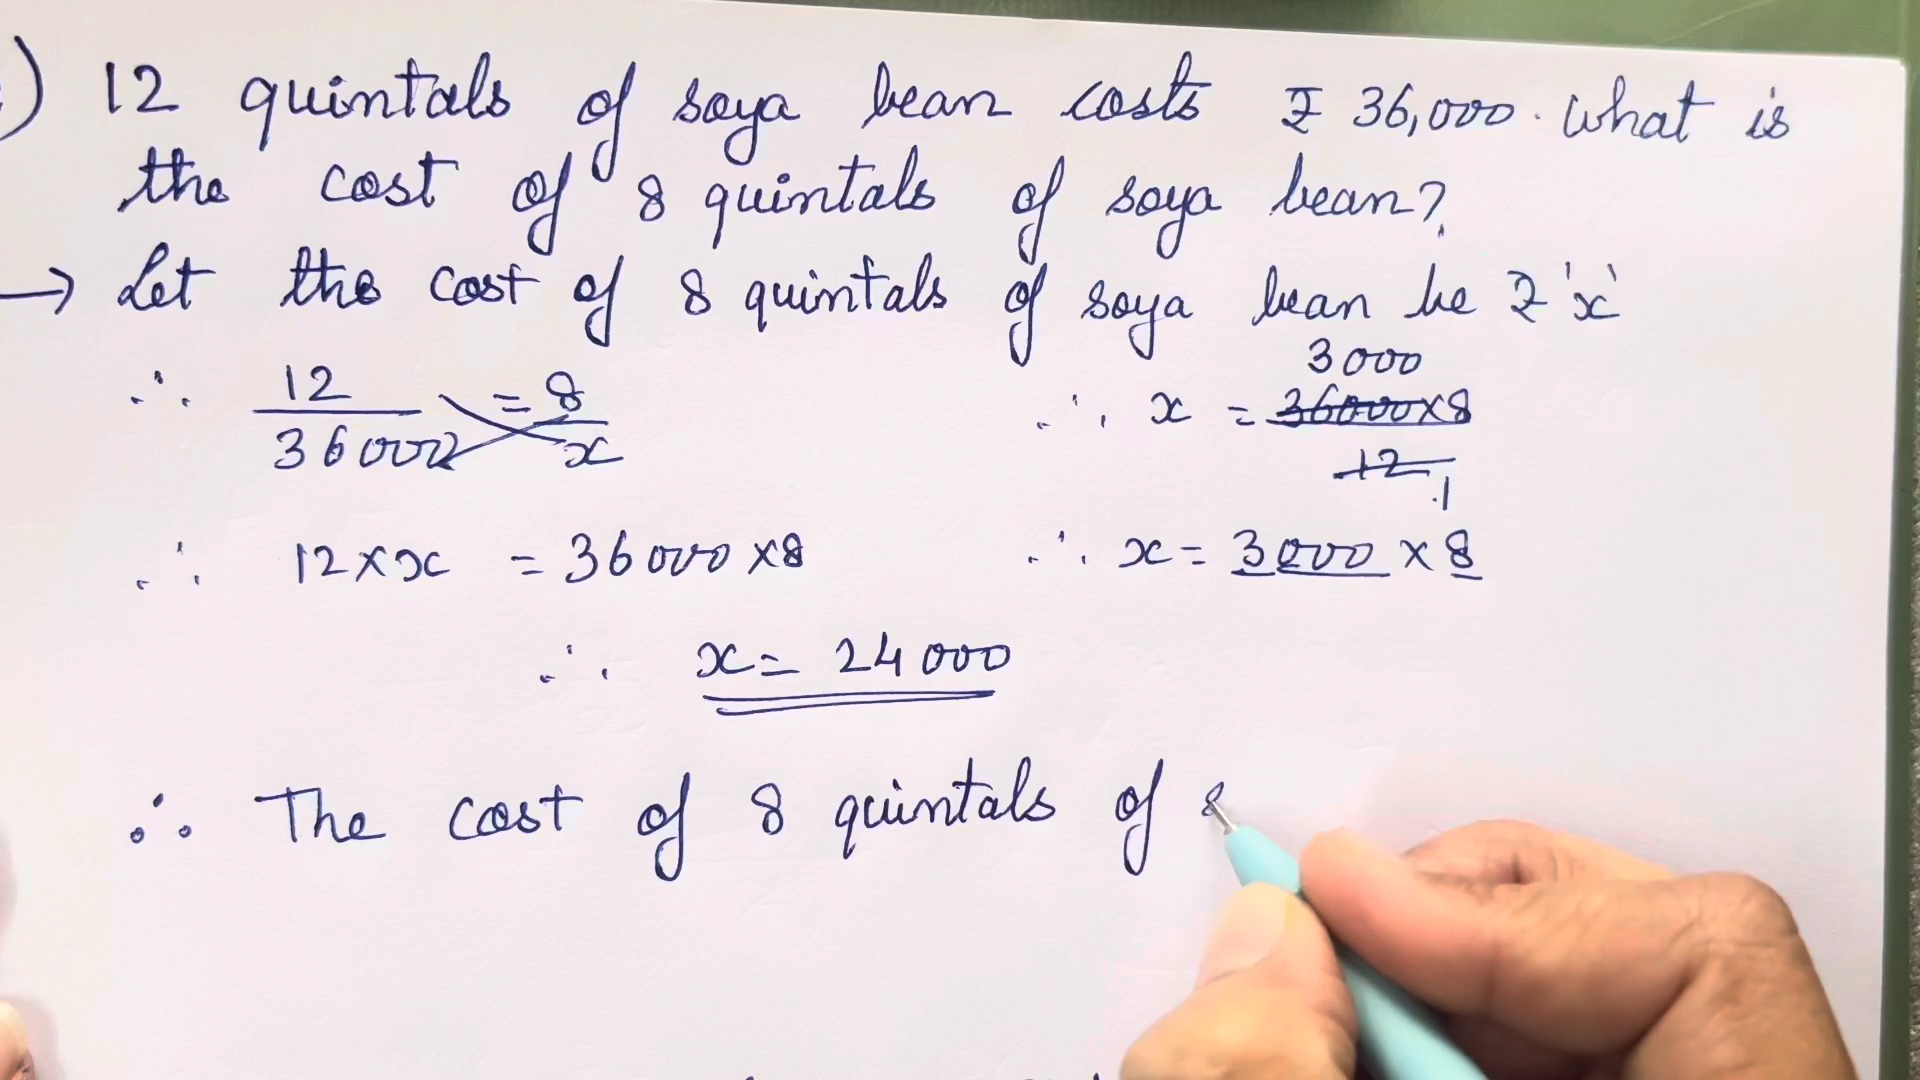 ) 12 quintals of soya bean costs ₹ 36,000. What is
the cost of 8 quintals of soya bean?
→ Let the cost of 8 quintals of soya bean be ₹ 'x'
∴ 12/36000 = 8/x
∴ 12 × x = 36000 × 8
3000
∴ x = 36000 × 8 / 12
1
∴ x = 3000 × 8
∴ x = 24000
∴ The cost of 8 quintals of s